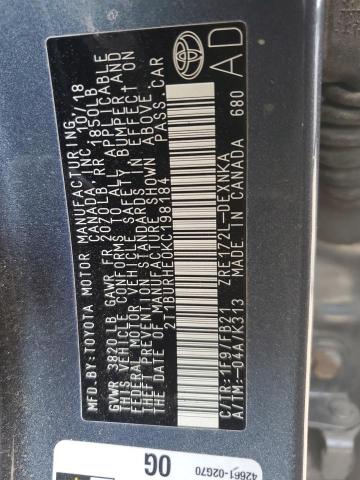 MFD BY:TOYOTA MOTOR MANUFACTURING
CANADA, INC. 10/18
GVWR 3820 LB GAWR FR 2020LB RR 1850LB
THIS VEHICLE CONFORMS TO ALL APPLICABLE
FEDERAL MOTOR VEHICLE SAFETY, BUMPER, AND
THEFT PREVENTION STANDARDS IN EFFECT ON
THE DATE OF MANUFACTURE SHOWN ABOVE.
2T1BURHE0KC198184 PASS CAR
C/TR:1F9/FB21 ZRE172L-DEXNKA
A/TM:-04A/K313 MADE IN CANADA 680
AD
42661-02G70
0G